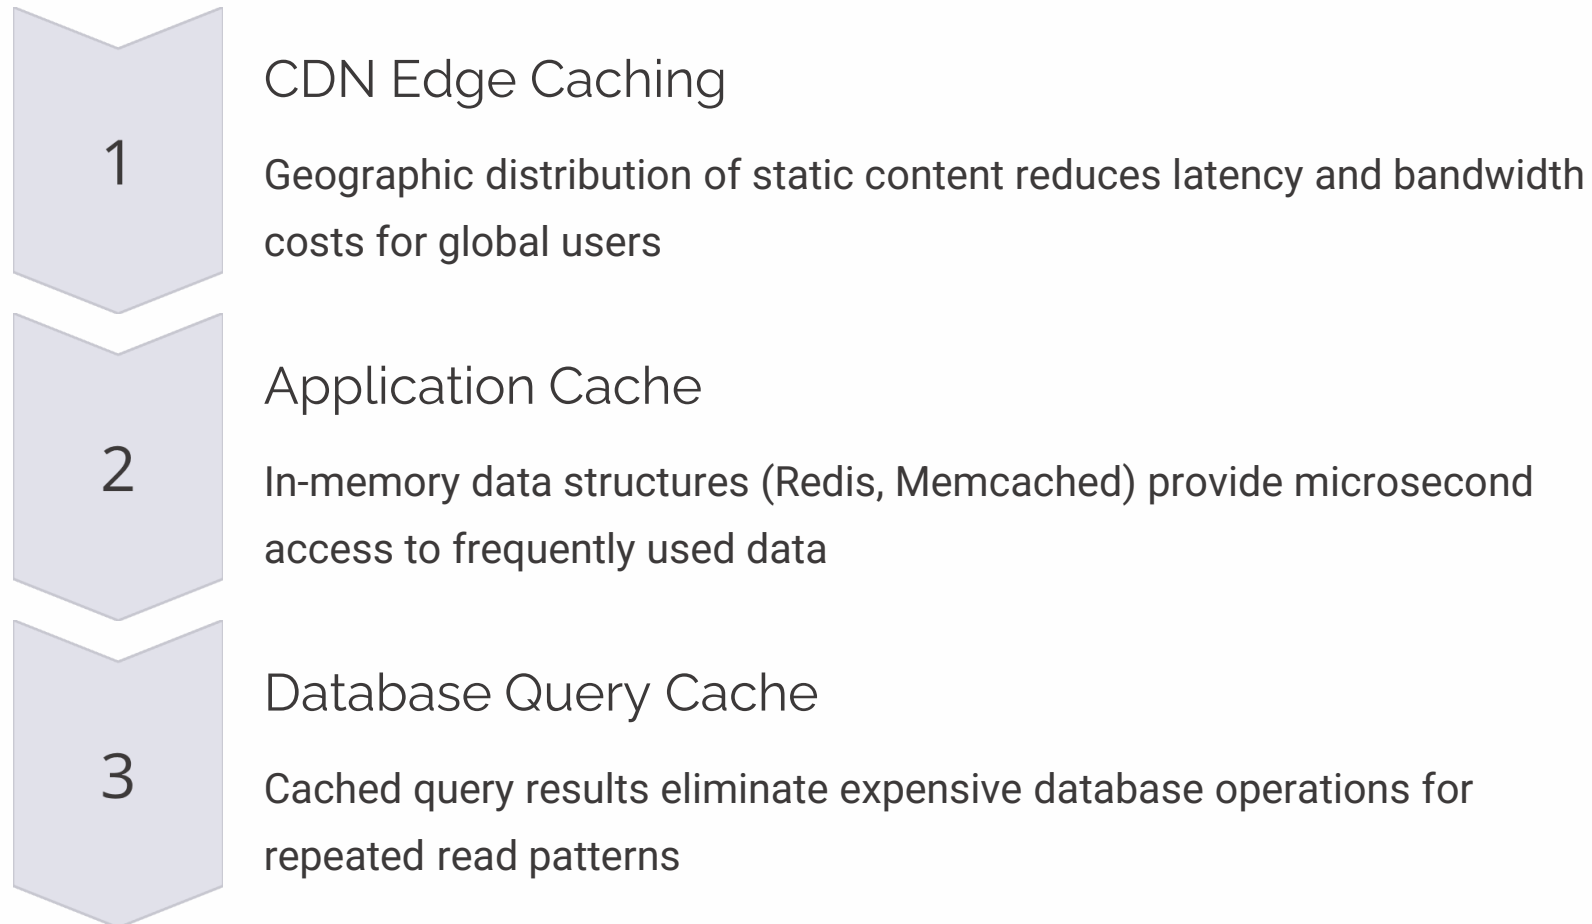 1
CDN Edge Caching
Geographic distribution of static content reduces latency and bandwidth
costs for global users
2
Application Cache
In-memory data structures (Redis, Memcached) provide microsecond
access to frequently used data
3
Database Query Cache
Cached query results eliminate expensive database operations for
repeated read patterns